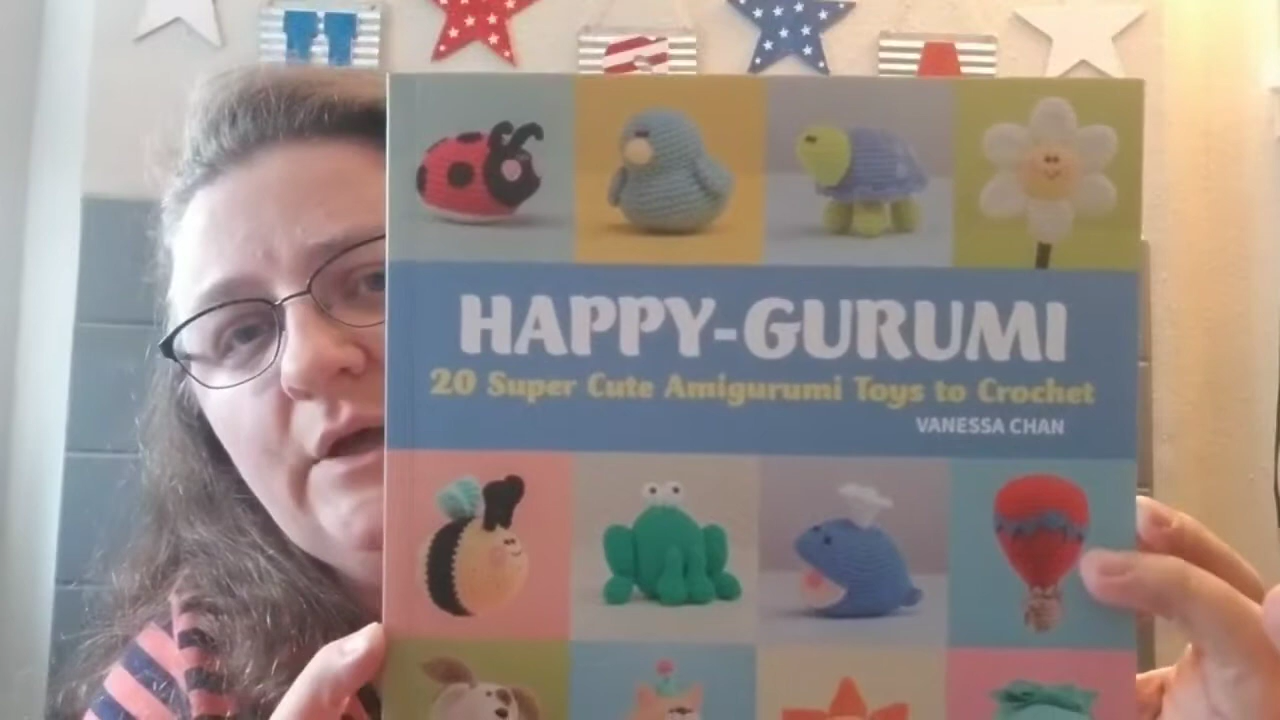 U S A
HAPPY-GURUMI
20 Super Cute Amigurumi Toys to Crochet
VANESSA CHAN